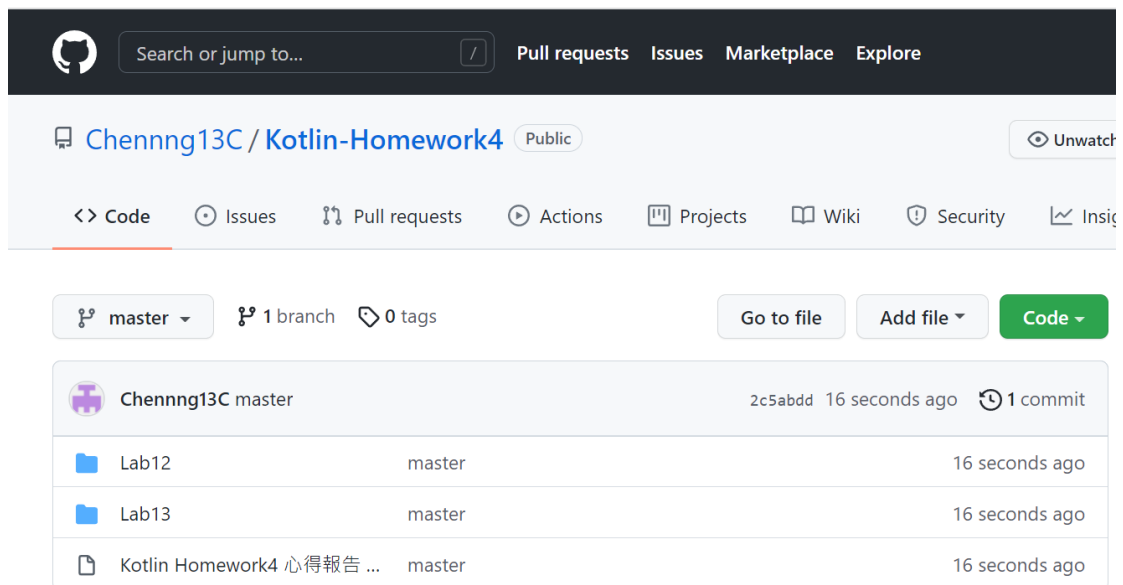 Search or jump to... / Pull requests Issues Marketplace Explore
Chennng13C / Kotlin-Homework4 Public Unwatch
<> Code Issues Pull requests Actions Projects Wiki Security Insig
master 1 branch 0 tags Go to file Add file Code
Chennng13C master 2c5abdd 16 seconds ago 1 commit
Lab12 master 16 seconds ago
Lab13 master 16 seconds ago
Kotlin Homework4 心得報告 ... master 16 seconds ago